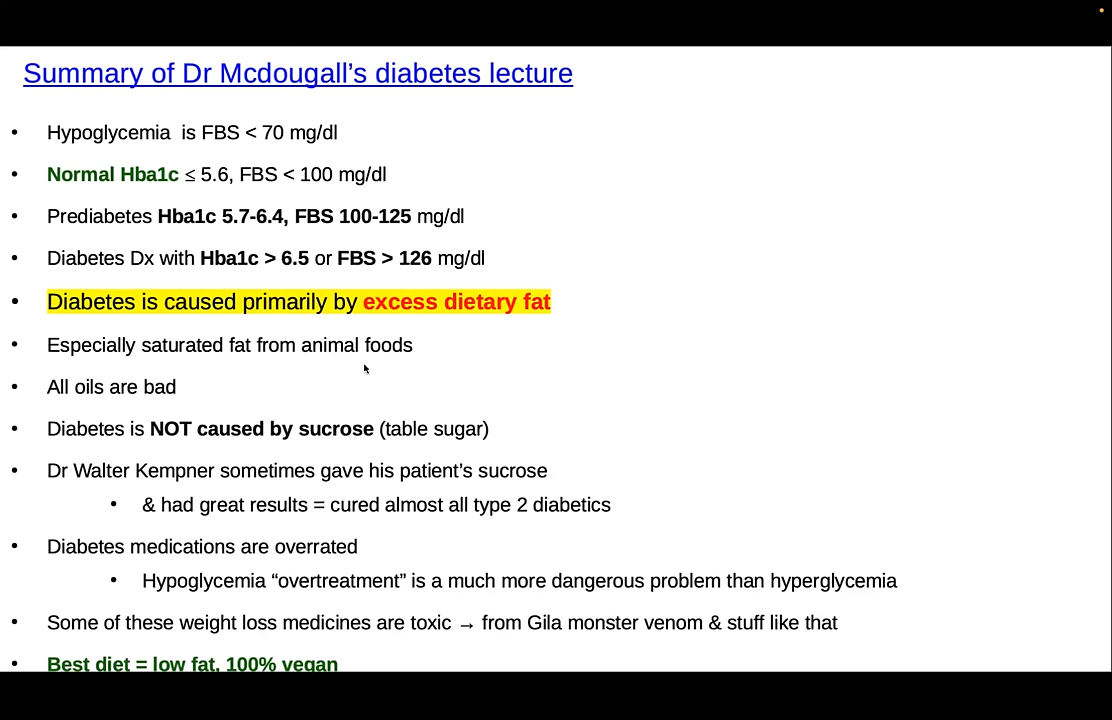 Summary of Dr Mcdougall’s diabetes lecture
• Hypoglycemia is FBS < 70 mg/dl
• Normal Hba1c ≤ 5.6, FBS < 100 mg/dl
• Prediabetes Hba1c 5.7-6.4, FBS 100-125 mg/dl
• Diabetes Dx with Hba1c > 6.5 or FBS > 126 mg/dl
• Diabetes is caused primarily by excess dietary fat
• Especially saturated fat from animal foods
• All oils are bad
• Diabetes is NOT caused by sucrose (table sugar)
• Dr Walter Kempner sometimes gave his patient’s sucrose
• & had great results = cured almost all type 2 diabetics
• Diabetes medications are overrated
• Hypoglycemia “overtreatment” is a much more dangerous problem than hyperglycemia
• Some of these weight loss medicines are toxic → from Gila monster venom & stuff like that
• Best diet = low fat, 100% vegan